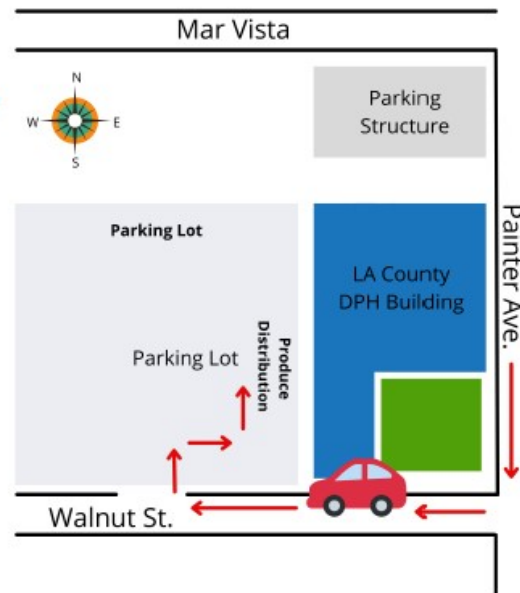 Mar Vista
N
W
E
S
Parking
Structure
Parking Lot
LA County
DPH Building
Painter Ave.
Parking Lot
Produce
Distribution
Walnut St.